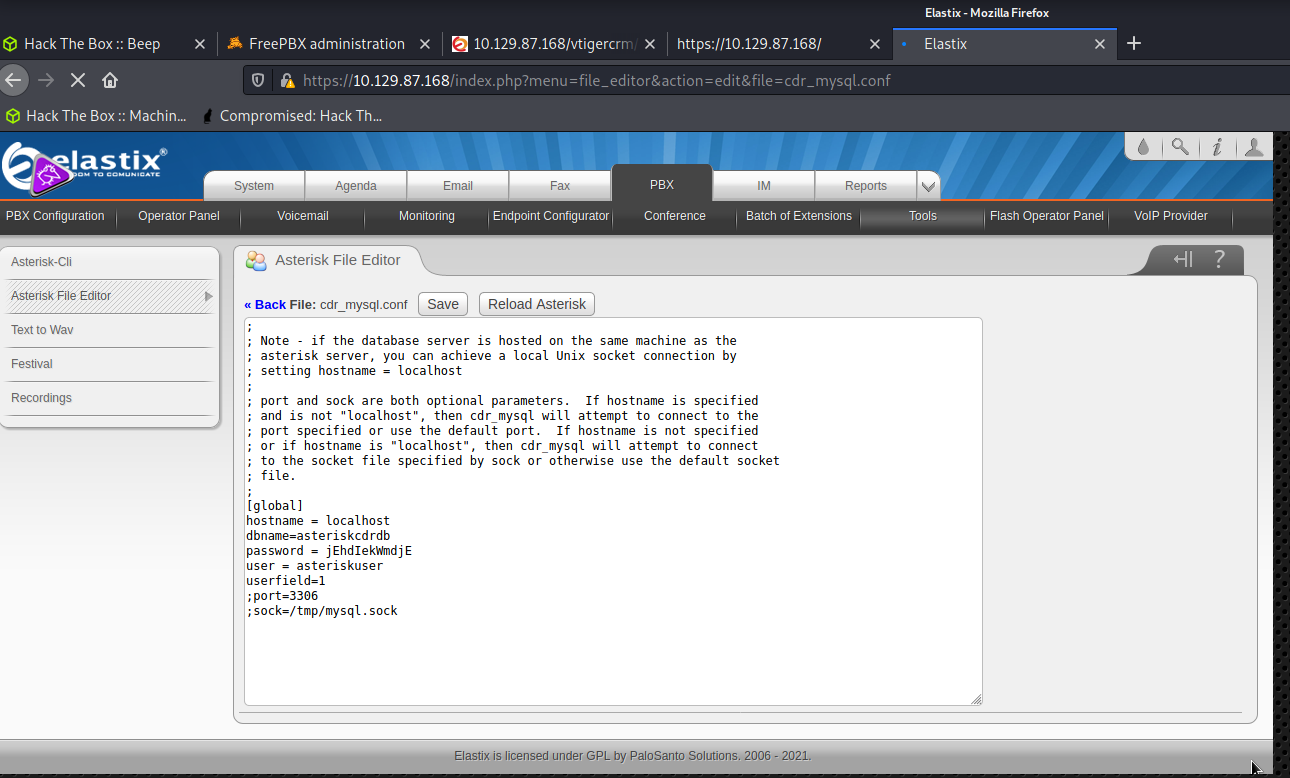 Elastix - Mozilla Firefox
Hack The Box :: Beep
FreePBX administration
10.129.87.168/vtigercrm/
https://10.129.87.168/
Elastix
https://10.129.87.168/index.php?menu=file_editor&action=edit&file=cdr_mysql.conf
Hack The Box :: Machin...
Compromised: Hack Th...
elastix®
DOM TO COMUNICATE
System
Agenda
Email
Fax
PBX
IM
Reports
PBX Configuration
Operator Panel
Voicemail
Monitoring
Endpoint Configurator
Conference
Batch of Extensions
Tools
Flash Operator Panel
VoIP Provider
Asterisk-Cli
Asterisk File Editor
Text to Wav
Festival
Recordings
Asterisk File Editor
?
« Back File: cdr_mysql.conf Save Reload Asterisk
;
; Note - if the database server is hosted on the same machine as the
; asterisk server, you can achieve a local Unix socket connection by
; setting hostname = localhost
;
; port and sock are both optional parameters.  If hostname is specified
; and is not "localhost", then cdr_mysql will attempt to connect to the
; port specified or use the default port.  If hostname is not specified
; or if hostname is "localhost", then cdr_mysql will attempt to connect
; to the socket file specified by sock or otherwise use the default socket
; file.
;
[global]
hostname = localhost
dbname=asteriskcdrdb
password = jEhdIekWmdjE
user = asteriskuser
userfield=1
;port=3306
;sock=/tmp/mysql.sock
Elastix is licensed under GPL by PaloSanto Solutions. 2006 - 2021.